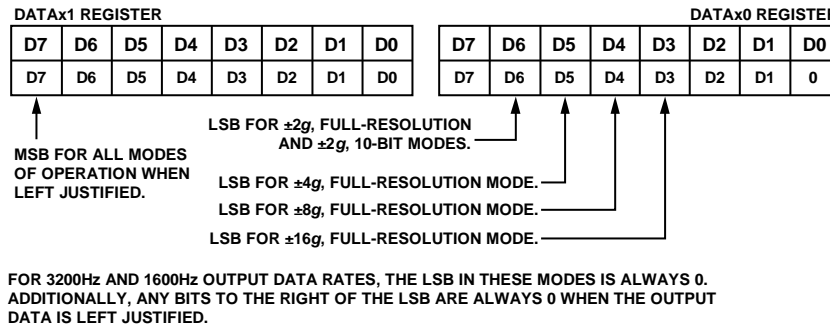 DATAx1 REGISTER
DATAx0 REGISTER
D7 D6 D5 D4 D3 D2 D1 D0
D7 D6 D5 D4 D3 D2 D1 D0
D7 D6 D5 D4 D3 D2 D1 D0
D7 D6 D5 D4 D3 D2 D1 0
MSB FOR ALL MODES
OF OPERATION WHEN
LEFT JUSTIFIED.
LSB FOR ±2g, FULL-RESOLUTION
AND ±2g, 10-BIT MODES.
LSB FOR ±4g, FULL-RESOLUTION MODE.
LSB FOR ±8g, FULL-RESOLUTION MODE.
LSB FOR ±16g, FULL-RESOLUTION MODE.
FOR 3200Hz AND 1600Hz OUTPUT DATA RATES, THE LSB IN THESE MODES IS ALWAYS 0.
ADDITIONALLY, ANY BITS TO THE RIGHT OF THE LSB ARE ALWAYS 0 WHEN THE OUTPUT
DATA IS LEFT JUSTIFIED.